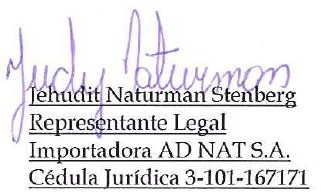 Judy Naturman
Jehudit Naturman Stenberg
Representante Legal
Importadora AD NAT S.A.
Cédula Jurídica 3-101-167171